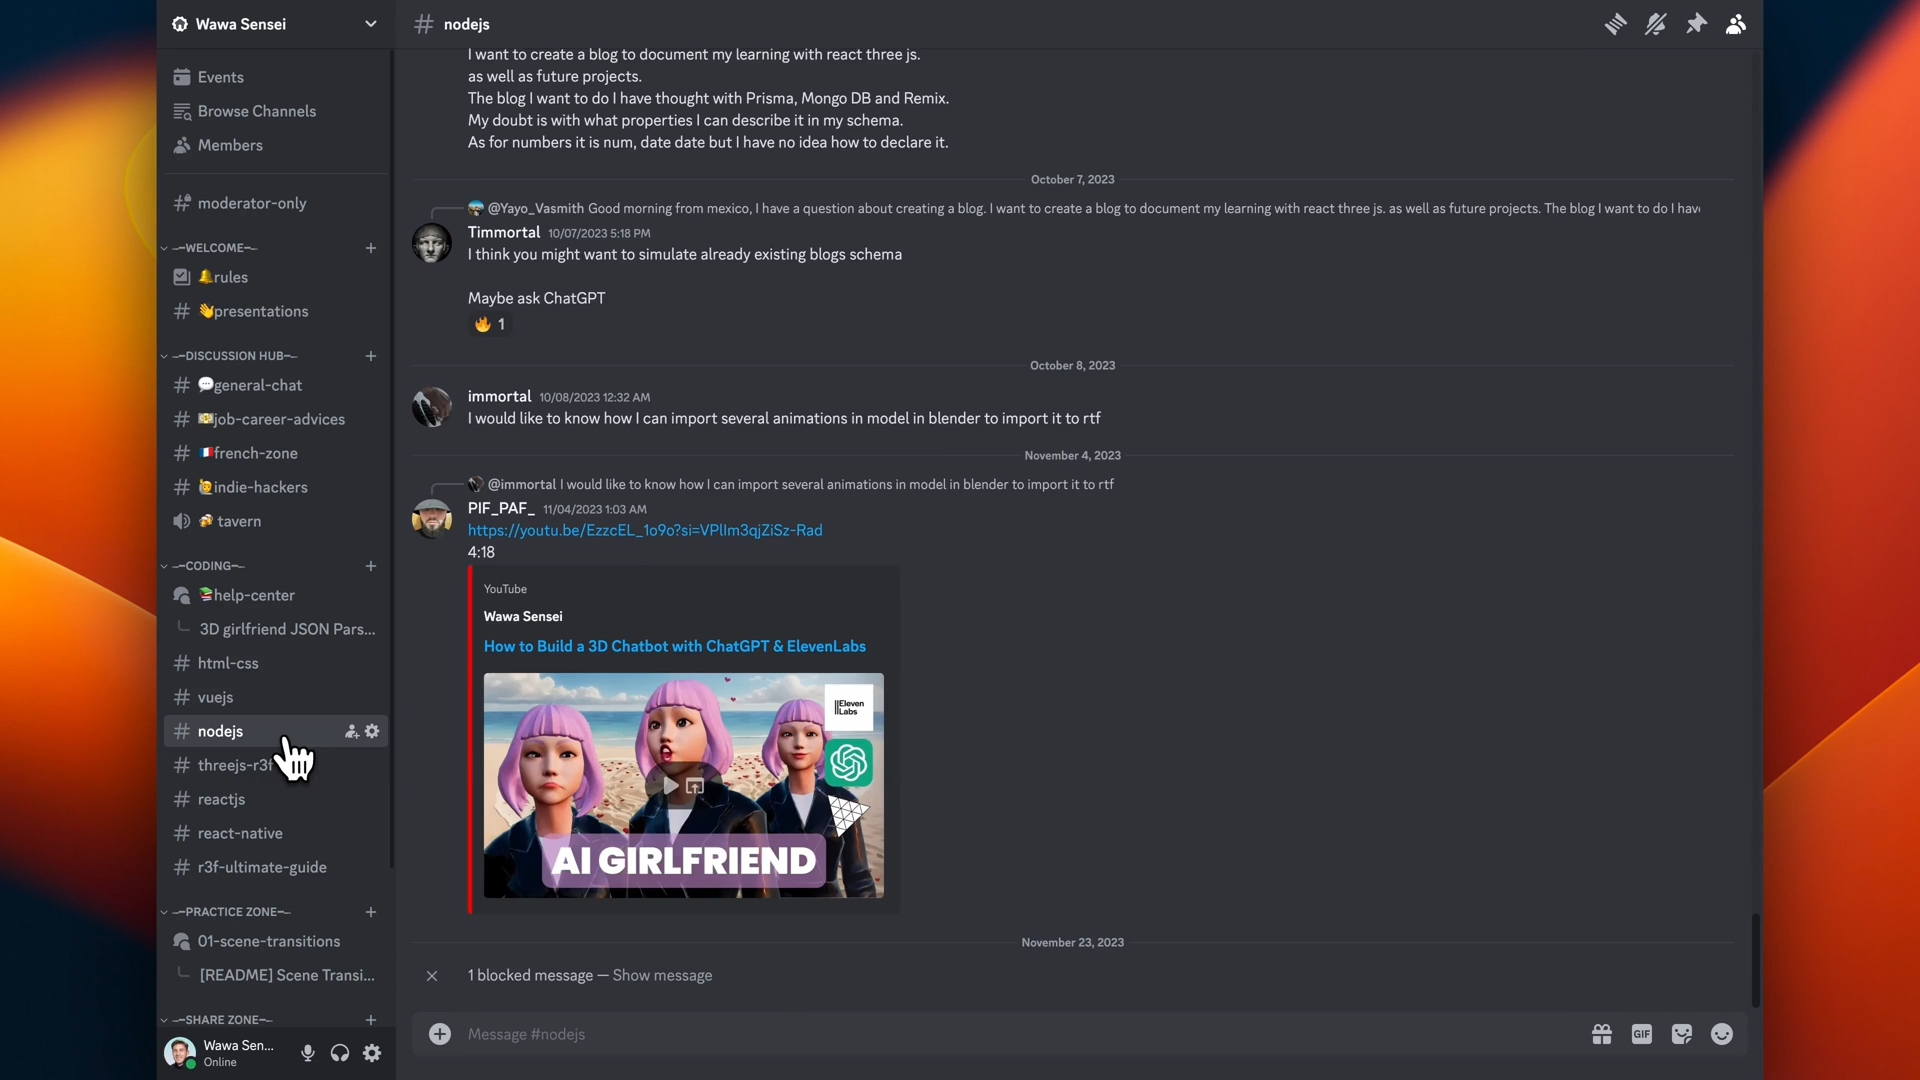 Wawa Sensei
Events
Browse Channels
Members
moderator-only
WELCOME
rules
presentations
DISCUSSION HUB
general-chat
job-career-advices
french-zone
indie-hackers
tavern
CODING
help-center
3D girlfriend JSON Pars...
html-css
vuejs
nodejs
threejs-r3f
reactjs
react-native
r3f-ultimate-guide
PRACTICE ZONE
01-scene-transitions
[README] Scene Transi...
SHARE ZONE
Wawa Sen...
Online
# nodejs
I want to create a blog to document my learning with react three js.
as well as future projects.
The blog I want to do I have thought with Prisma, Mongo DB and Remix.
My doubt is with what properties I can describe it in my schema.
As for numbers it is num, date date but I have no idea how to declare it.
October 7, 2023
@Yayo_Vasmith Good morning from mexico, I have a question about creating a blog. I want to create a blog to document my learning with react three js. as well as future projects. The blog I want to do I have
Timmortal 10/07/2023 5:18 PM
I think you might want to simulate already existing blogs schema
Maybe ask ChatGPT
🔥 1
October 8, 2023
immortal 10/08/2023 12:32 AM
I would like to know how I can import several animations in model in blender to import it to rtf
November 4, 2023
@immortal I would like to know how I can import several animations in model in blender to import it to rtf
PIF_PAF_ 11/04/2023 1:03 AM
https://youtu.be/EzzcEL_1o9o?si=VPlIm3qjZiSz-Rad
4:18
YouTube
Wawa Sensei
How to Build a 3D Chatbot with ChatGPT & ElevenLabs
||Eleven
Labs
AI GIRLFRIEND
November 23, 2023
1 blocked message — Show message
Message #nodejs
GIF